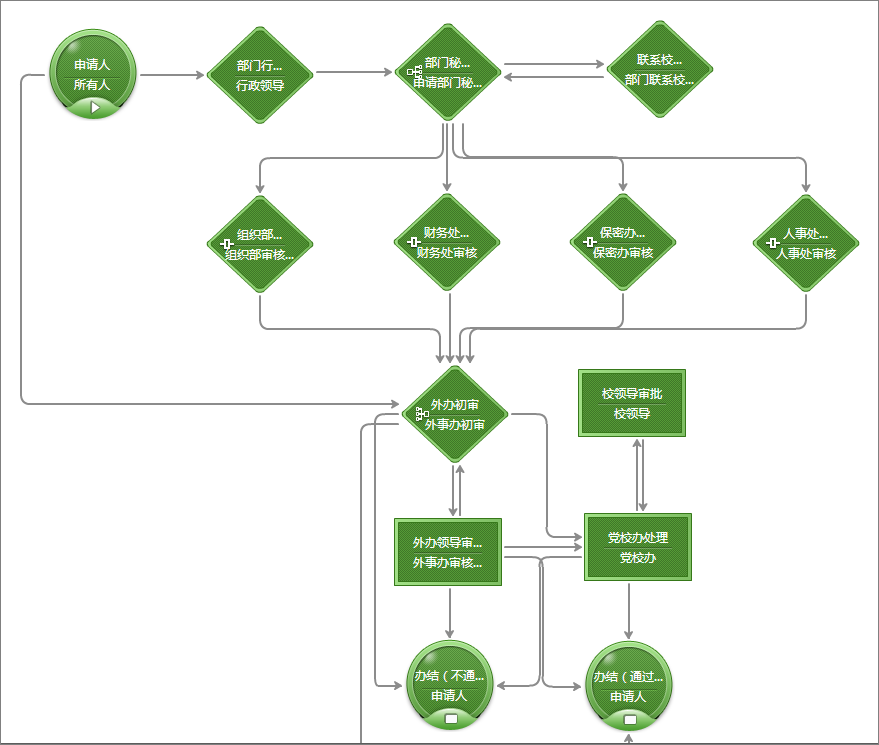 申请人
所有人
部门行...
行政领导
部门秘...
申请部门秘...
联系校...
部门联系校...
组织部...
组织部审核...
财务处...
财务处审核
保密办...
保密办审核
人事处...
人事处审核
外办初审
外事办初审
校领导审批
校领导
外办领导审...
外事办审核...
党校办处理
党校办
办结（不通...
申请人
办结（通过...
申请人